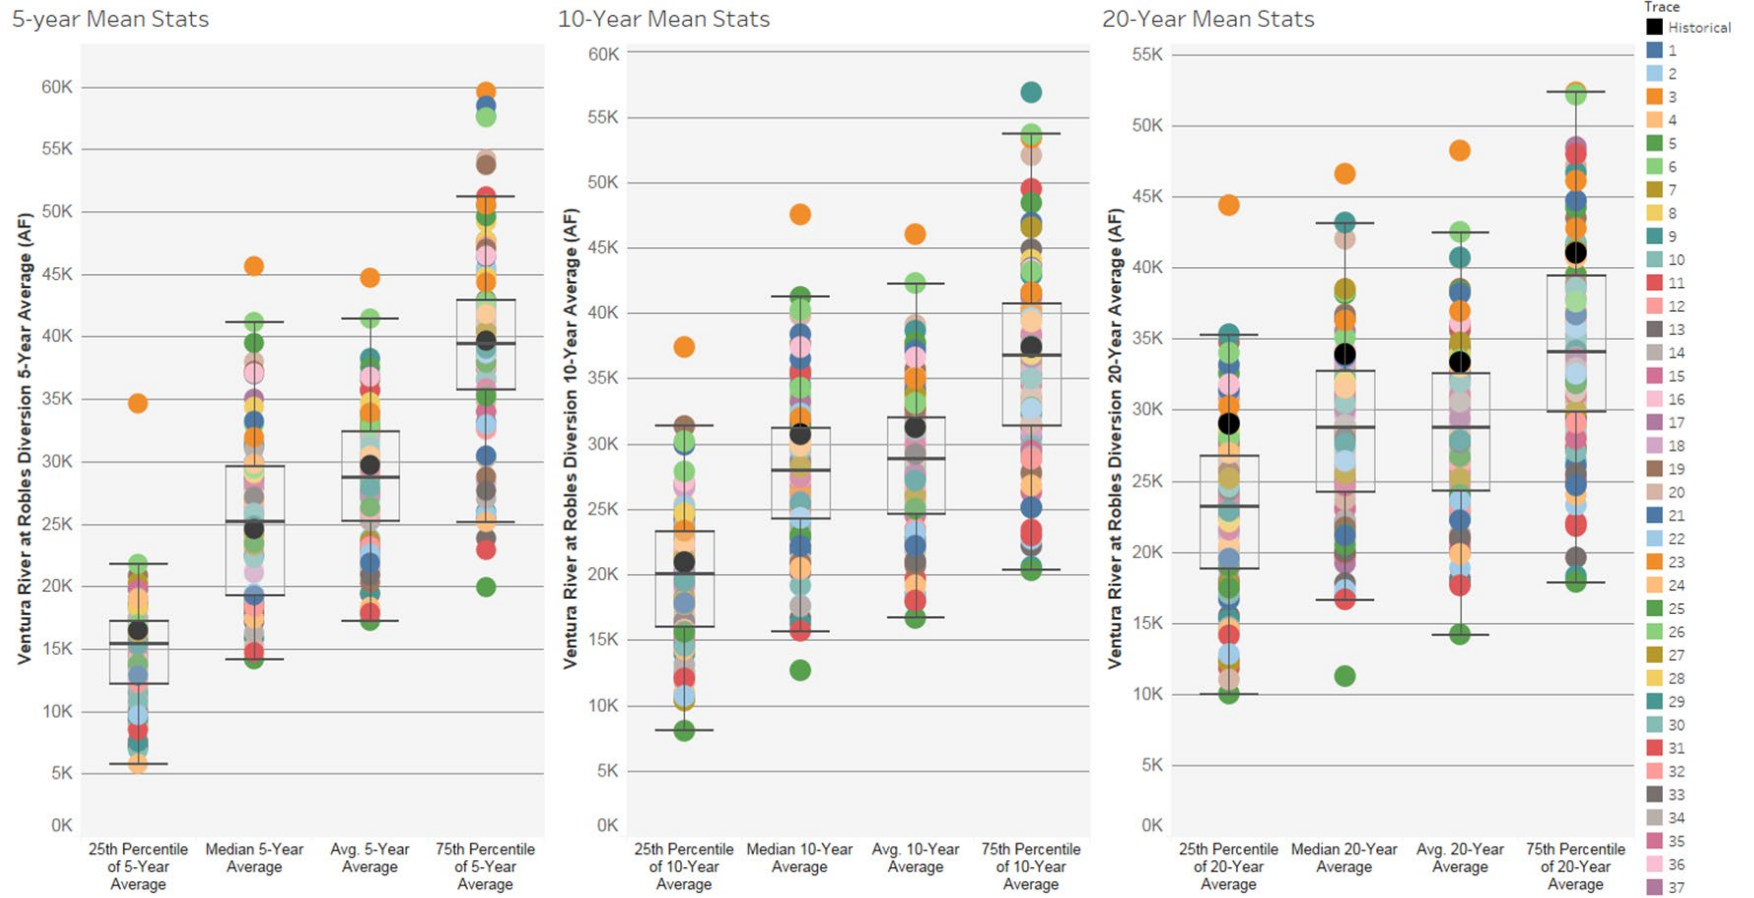 5-year Mean Stats
Ventura River at Robles Diversion 5-Year Average (AF)
60K
55K
50K
45K
40K
35K
30K
25K
20K
15K
10K
5K
0K
25th Percentile
of 5-Year
Average
Median 5-Year
Average
Avg. 5-Year
Average
75th Percentile
of 5-Year
Average
10-Year Mean Stats
Ventura River at Robles Diversion 10-Year Average (AF)
60K
55K
50K
45K
40K
35K
30K
25K
20K
15K
10K
5K
0K
25th Percentile
of 10-Year
Average
Median 10-Year
Average
Avg. 10-Year
Average
75th Percentile
of 10-Year
Average
20-Year Mean Stats
Ventura River at Robles Diversion 20-Year Average (AF)
55K
50K
45K
40K
35K
30K
25K
20K
15K
10K
5K
0K
25th Percentile
of 20-Year
Average
Median 20-Year
Average
Avg. 20-Year
Average
75th Percentile
of 20-Year
Average
Trace
Historical
1
2
3
4
5
6
7
8
9
10
11
12
13
14
15
16
17
18
19
20
21
22
23
24
25
26
27
28
29
30
31
32
33
34
35
36
37